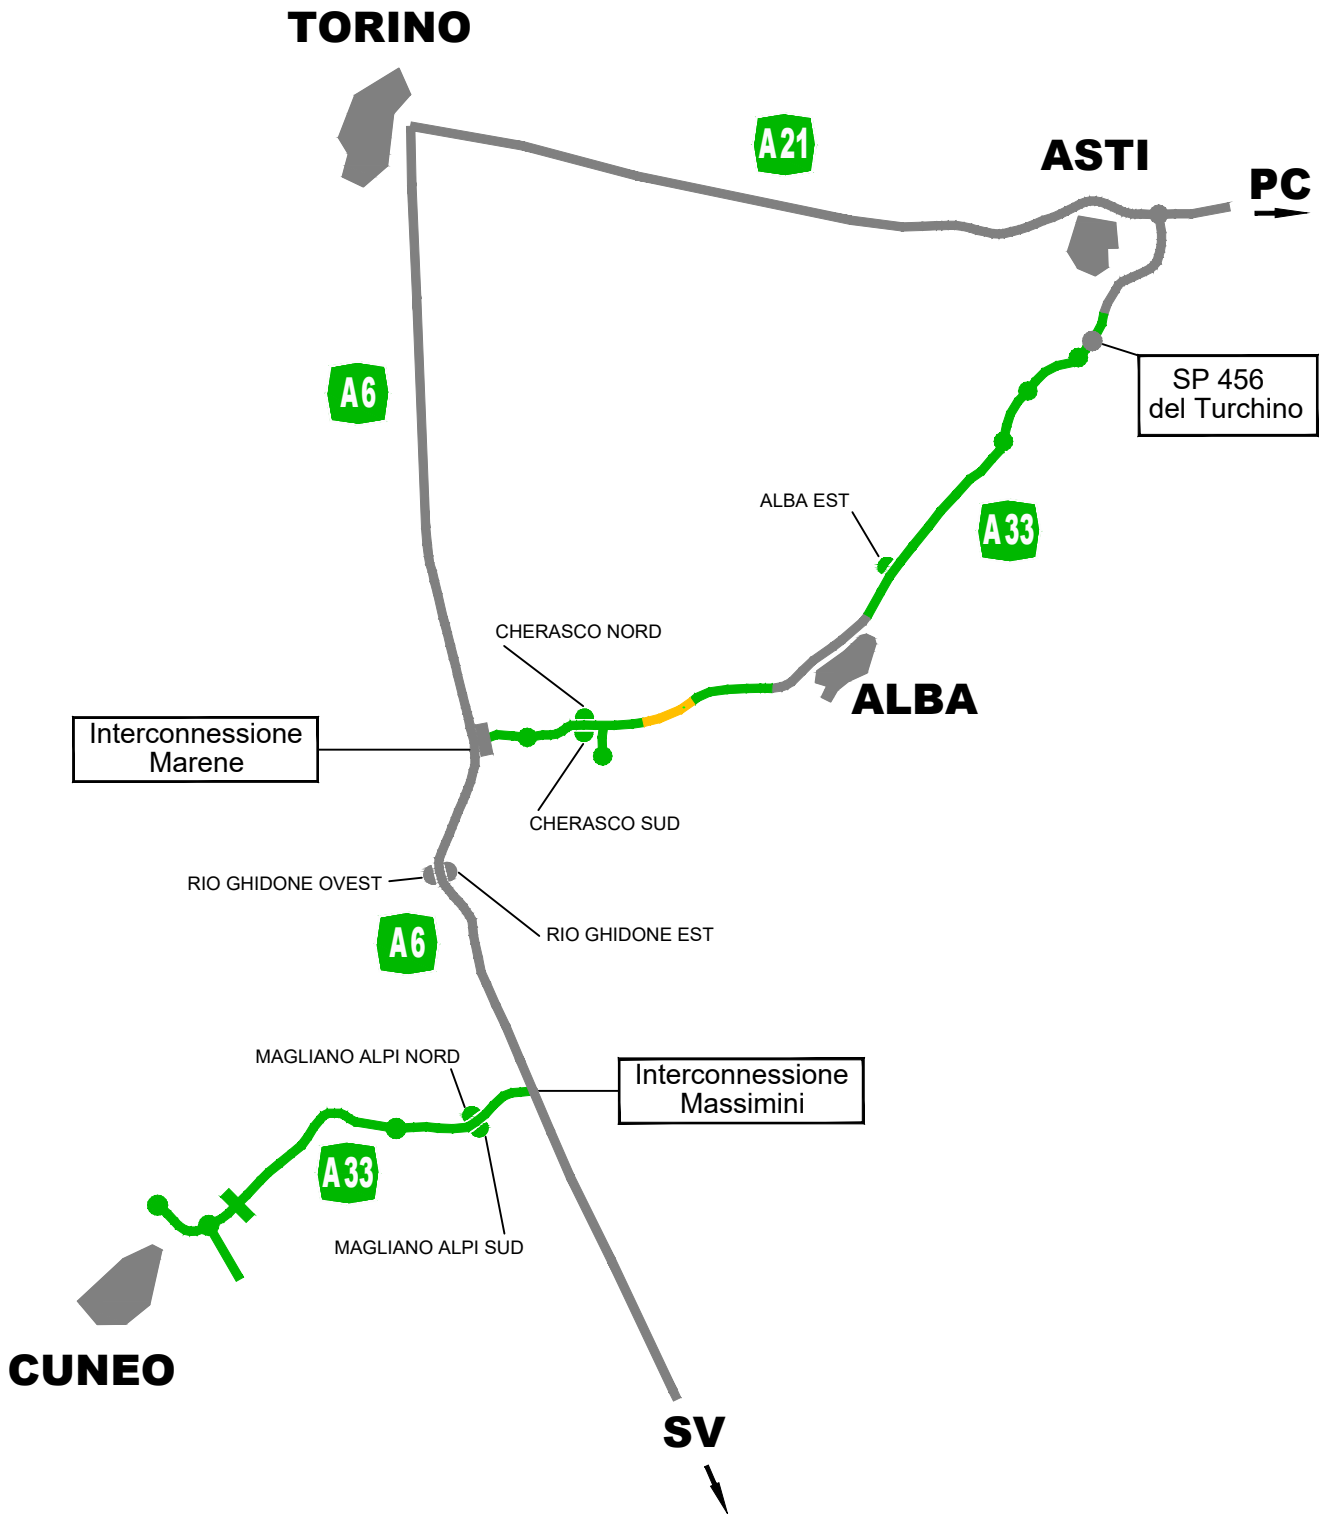 TORINO
A21
ASTI
PC
A6
SP 456
del Turchino
ALBA EST
A33
CHERASCO NORD
ALBA
Interconnessione
Marene
CHERASCO SUD
RIO GHIDONE OVEST
RIO GHIDONE EST
A6
MAGLIANO ALPI NORD
Interconnessione
Massimini
A33
MAGLIANO ALPI SUD
CUNEO
SV